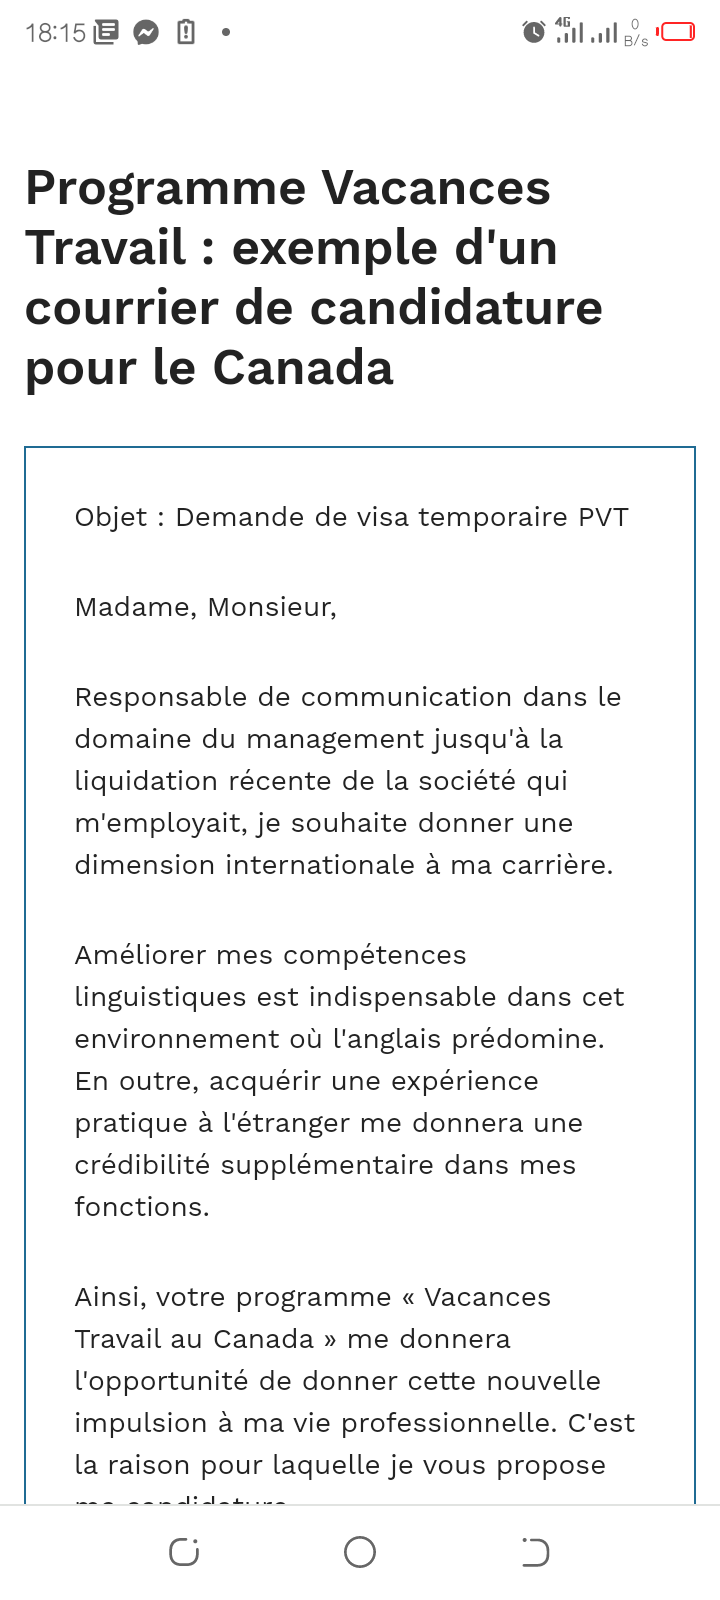 18:15
4G
0
B/s
Programme Vacances
Travail : exemple d'un
courrier de candidature
pour le Canada
Objet : Demande de visa temporaire PVT
Madame, Monsieur,
Responsable de communication dans le
domaine du management jusqu'à la
liquidation récente de la société qui
m'employait, je souhaite donner une
dimension internationale à ma carrière.
Améliorer mes compétences
linguistiques est indispensable dans cet
environnement où l'anglais prédomine.
En outre, acquérir une expérience
pratique à l'étranger me donnera une
crédibilité supplémentaire dans mes
fonctions.
Ainsi, votre programme « Vacances
Travail au Canada » me donnera
l'opportunité de donner cette nouvelle
impulsion à ma vie professionnelle. C'est
la raison pour laquelle je vous propose
ma candidature.